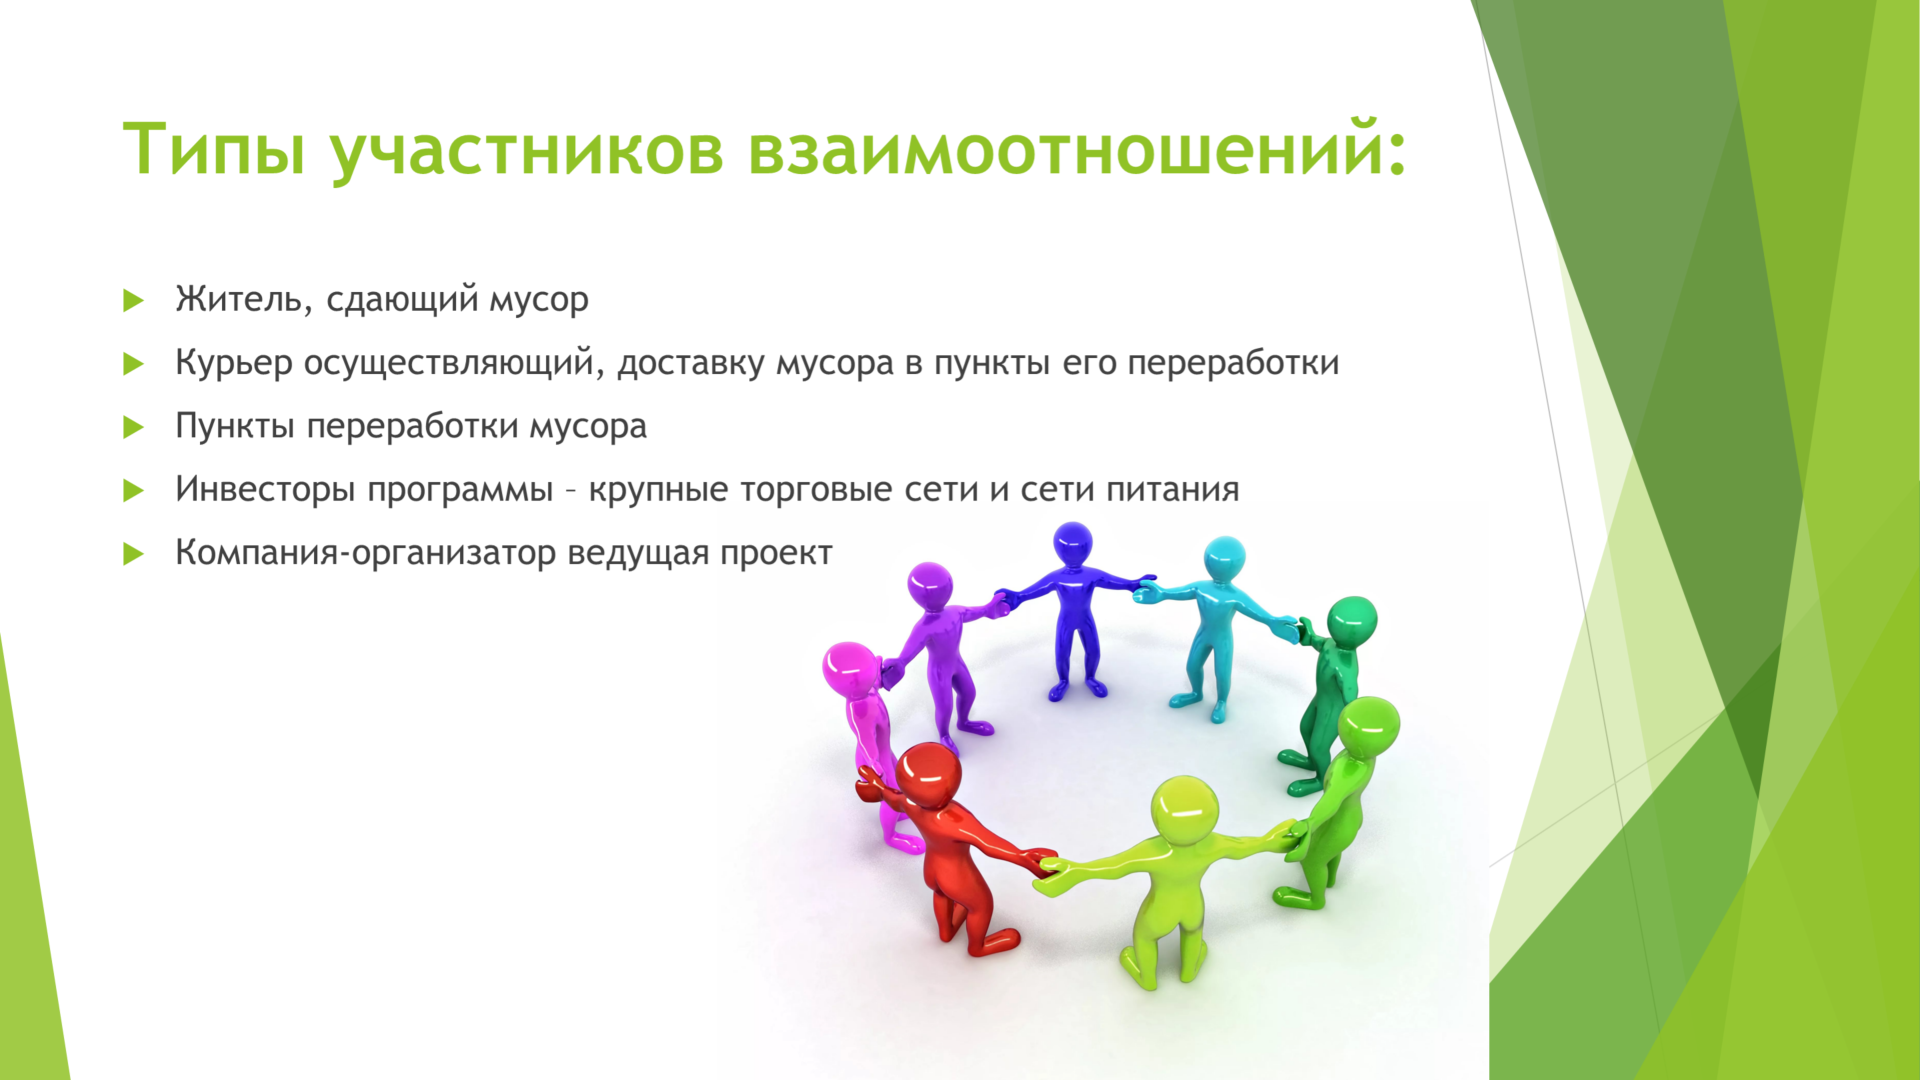 Типы участников взаимоотношений:
Житель, сдающий мусор
Курьер осуществляющий, доставку мусора в пункты его переработки
Пункты переработки мусора
Инвесторы программы – крупные торговые сети и сети питания
Компания-организатор ведущая проект